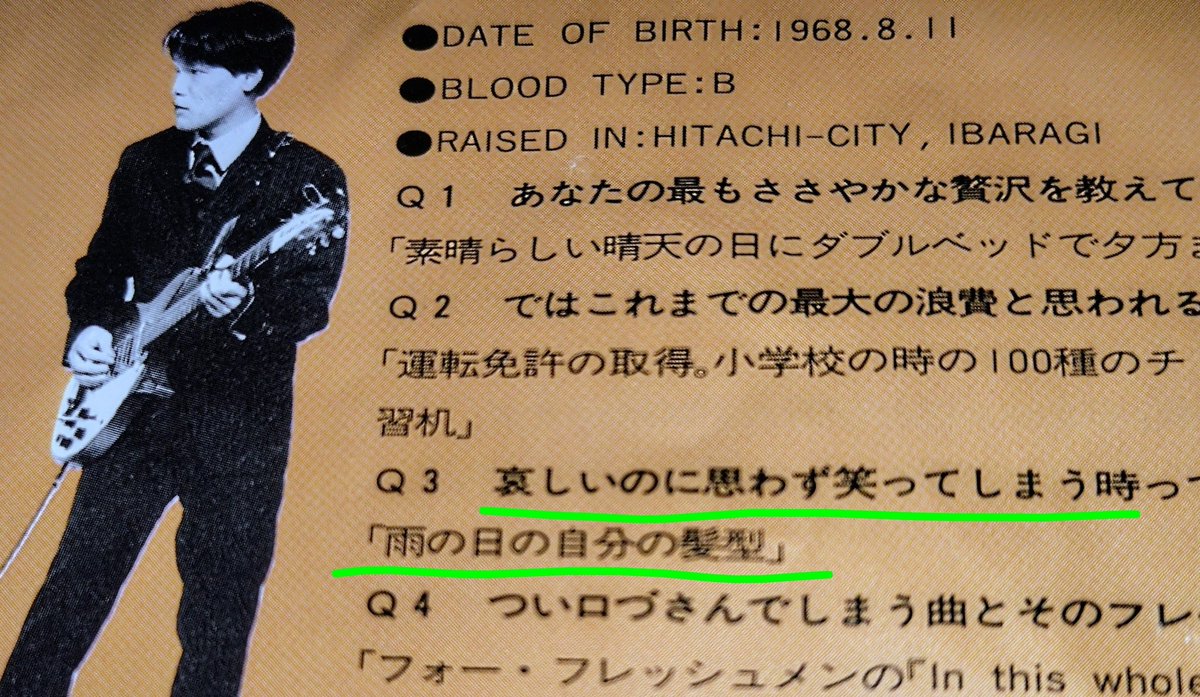 ●DATE OF BIRTH:1968.8.11
●BLOOD TYPE:B
●RAISED IN:HITACHI-CITY, IBARAGI
Q1 あなたの最もささやかな贅沢を教えて
「素晴らしい晴天の日にダブルベッドで夕方ま
Q2 ではこれまでの最大の浪費と思われる
「運転免許の取得。小学校の時の100種のチ
習机」
Q3 哀しいのに思わず笑ってしまう時って
「雨の日の自分の髪型」
Q4 つい口づさんでしまう曲とそのフレ
「フォー・フレッシュメンの「In this whole